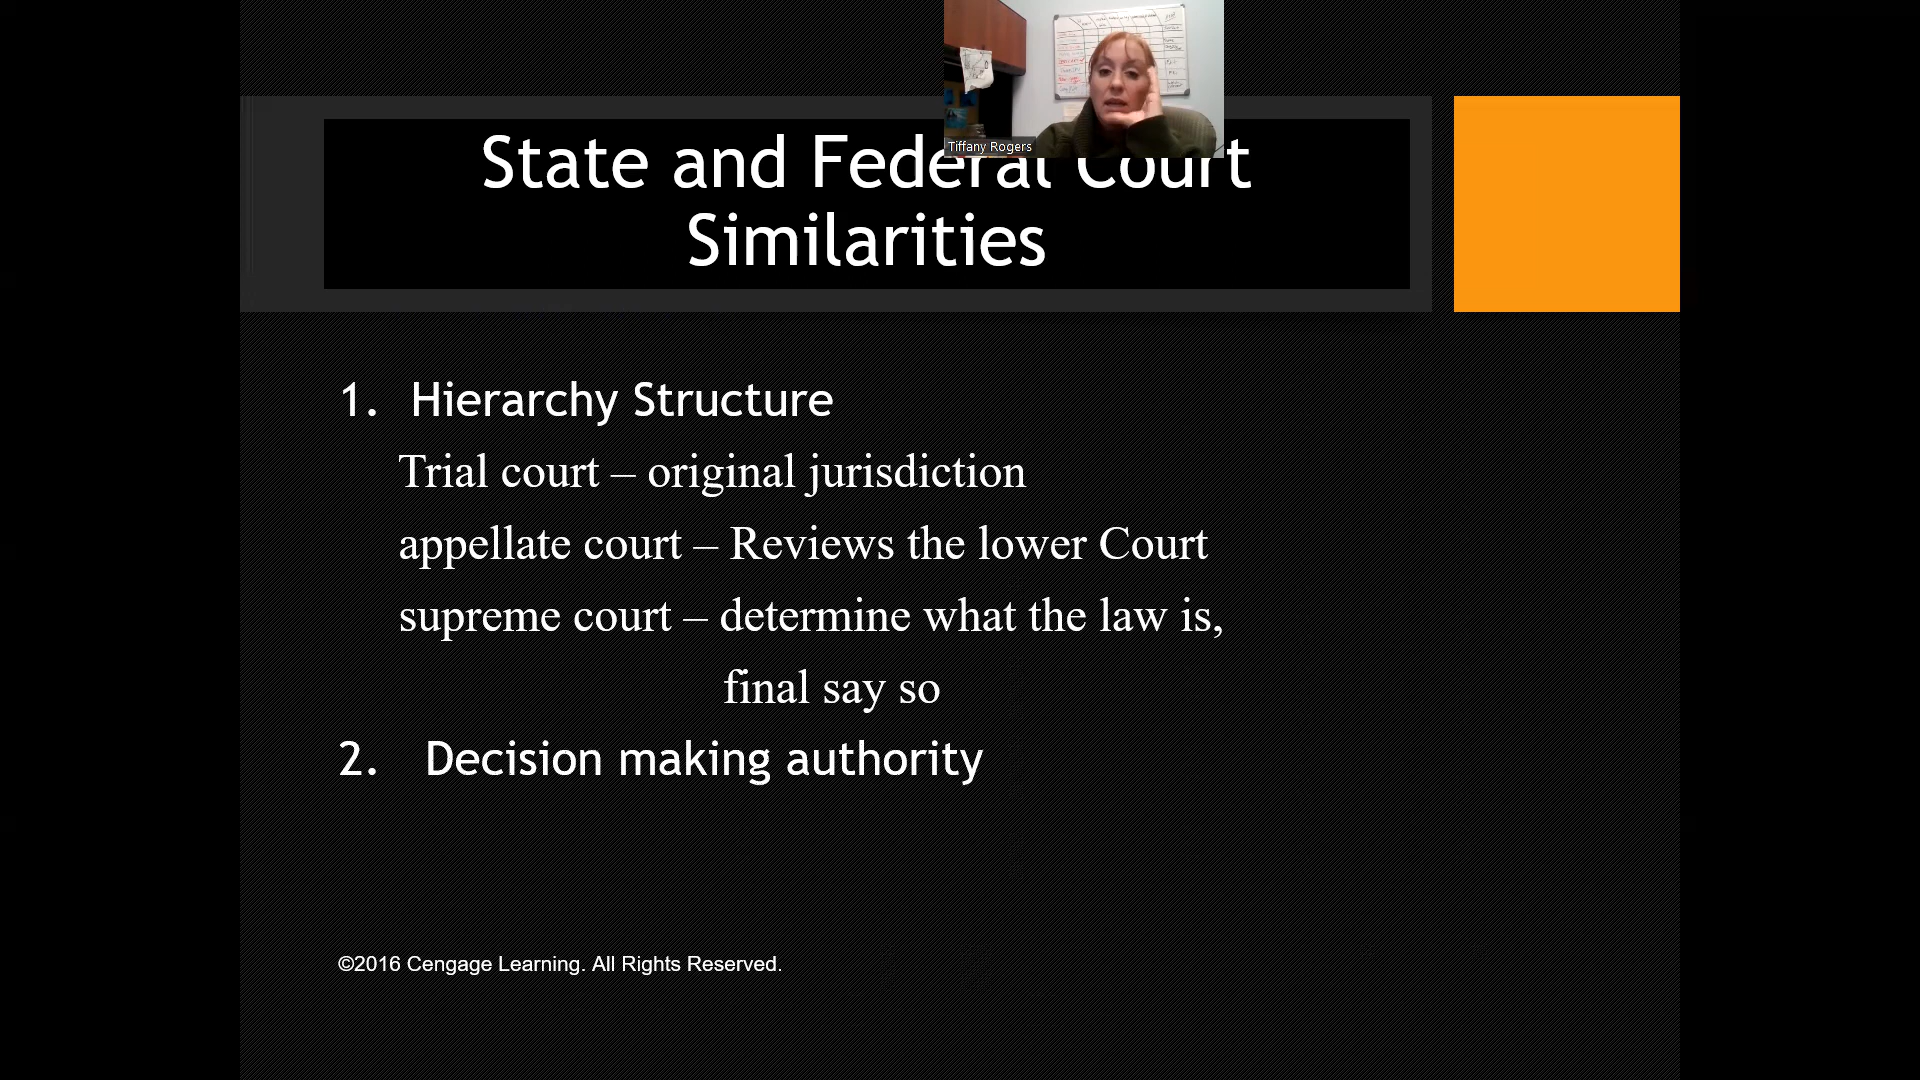 Tiffany Rogers
State and Federal Court
Similarities
1. Hierarchy Structure
Trial court – original jurisdiction
appellate court – Reviews the lower Court
supreme court – determine what the law is,
final say so
2. Decision making authority
©2016 Cengage Learning. All Rights Reserved.